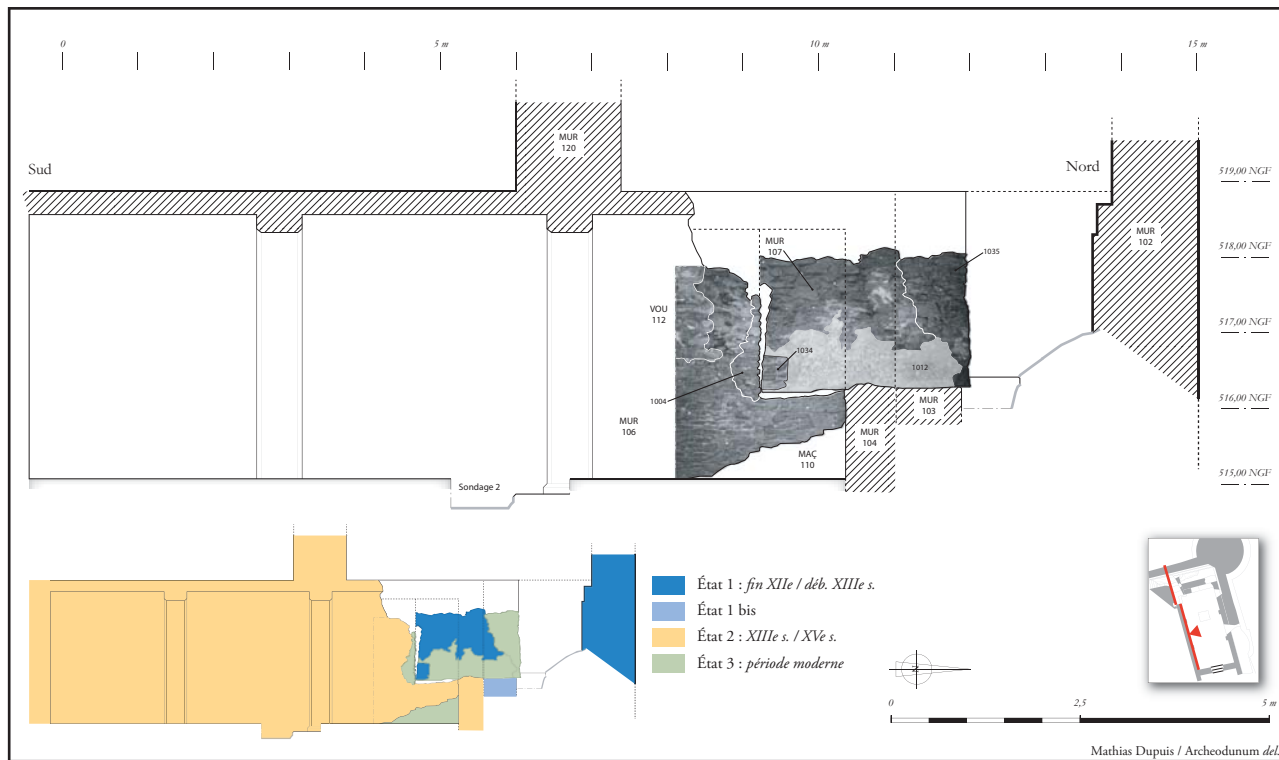 0
5 m
10 m
15 m
Sud
Nord
MUR
120
MUR
102
519,00 NGF
518,00 NGF
517,00 NGF
516,00 NGF
515,00 NGF
MUR
107
1035
VOU
112
1034
1012
1004
MUR
106
MUR
103
MUR
104
MAÇ
110
Sondage 2
État 1 : fin XIIe / déb. XIIIe s.
État 1 bis
État 2 : XIIIe s. / XVe s.
État 3 : période moderne
N
0
2,5
5 m
Mathias Dupuis / Archeodunum del.